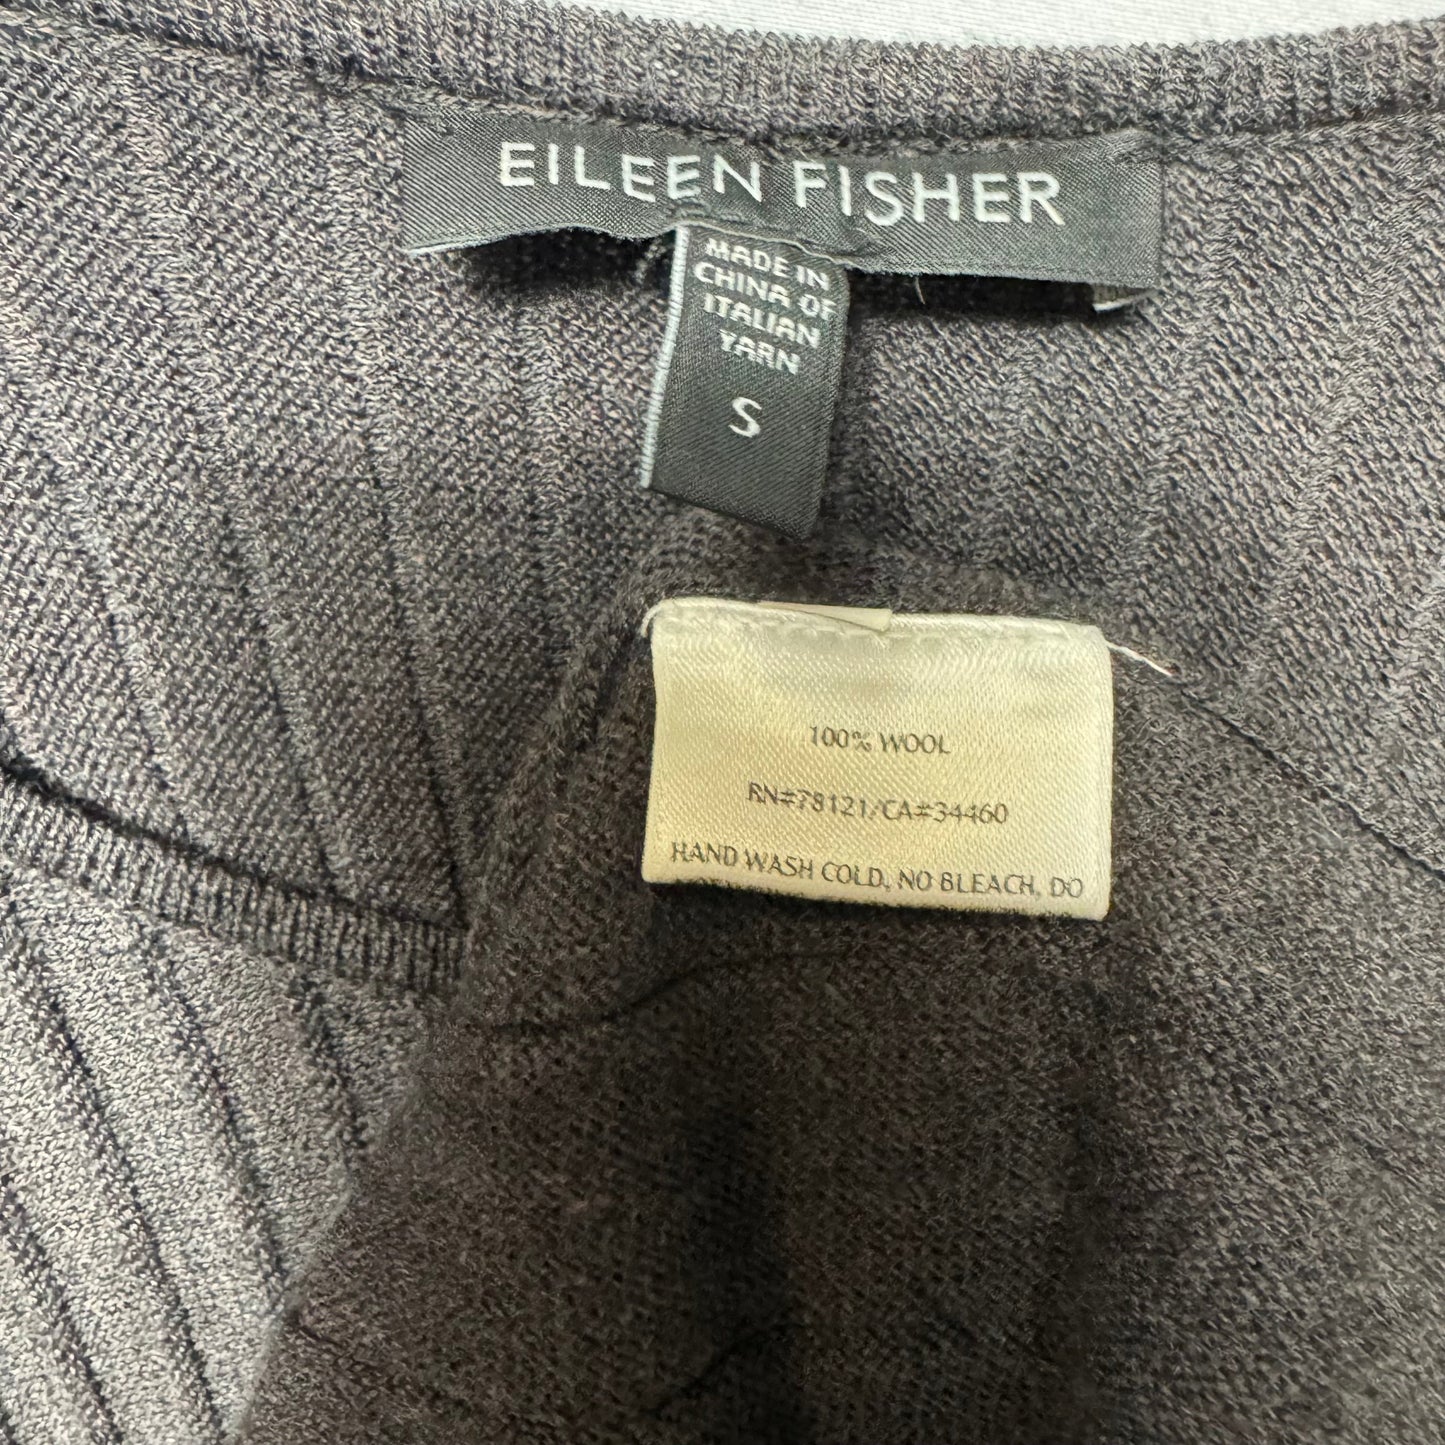 EILEEN FISHER
MADE IN
CHINA OF
ITALIAN
YARN
S
100% WOOL
RN#78121/CA#34460
HAND WASH COLD, NO BLEACH, DO